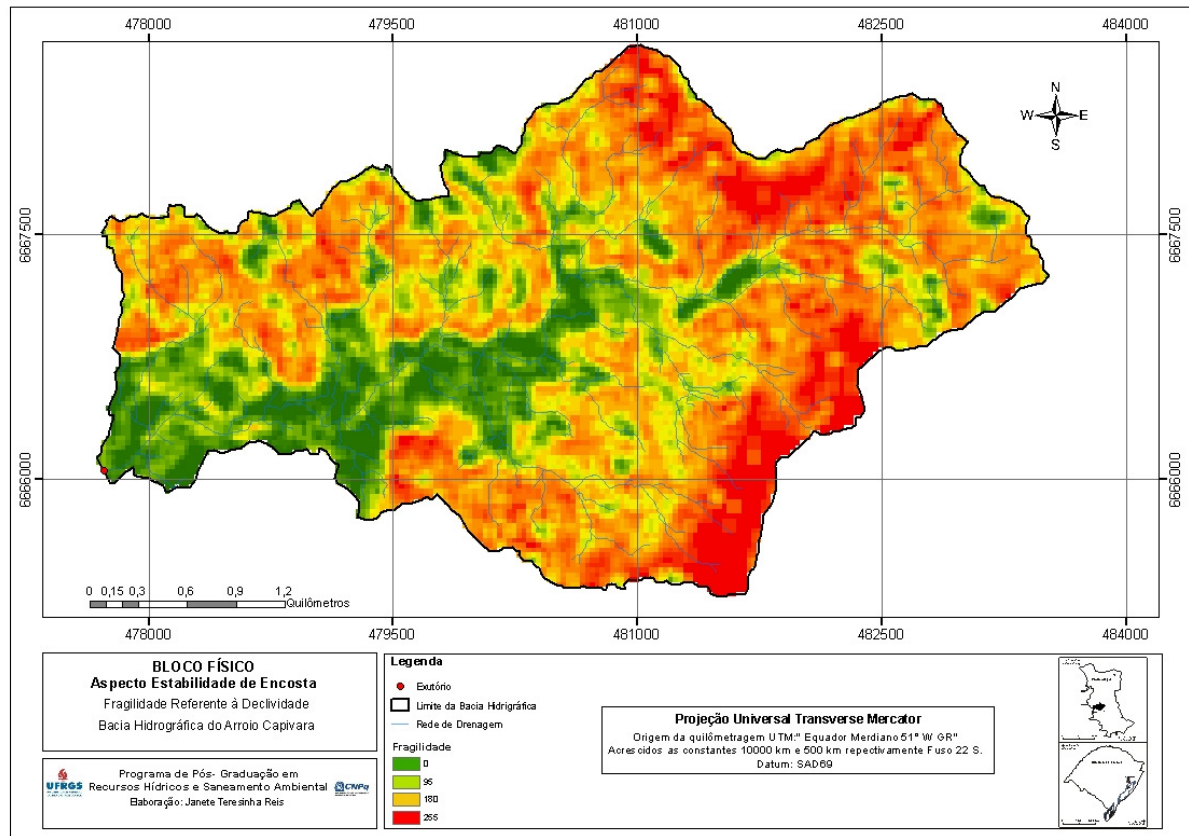 478000 479500 481000 482500 484000
6667500 6667500
6666000 6666000
N
W E
S
0 0,15 0,3 0,6 0,9 1,2
Quilômetros
478000 479500 481000 482500 484000
BLOCO FÍSICO
Aspecto Estabilidade de Encosta
Fragilidade Referente à Declividade
Bacia Hidrográfica do Arroio Capivara
UFRGS
Programa de Pós- Graduação em
Recursos Hídricos e Saneamento Ambiental
CNPq
Elaboração: Janete Teresinha Reis
Legenda
Exutório
Limite da Bacia Hidrigráfica
Rede de Drenagem
Fragilidade
0
95
180
255
Projeção Universal Transverse Mercator
Origem da quilômetragem UTM:" Equador Merdiano 51° W GR"
Acrescidos as constantes 10000 km e 500 km repectivamente Fuso 22 S.
Datum: SAD69